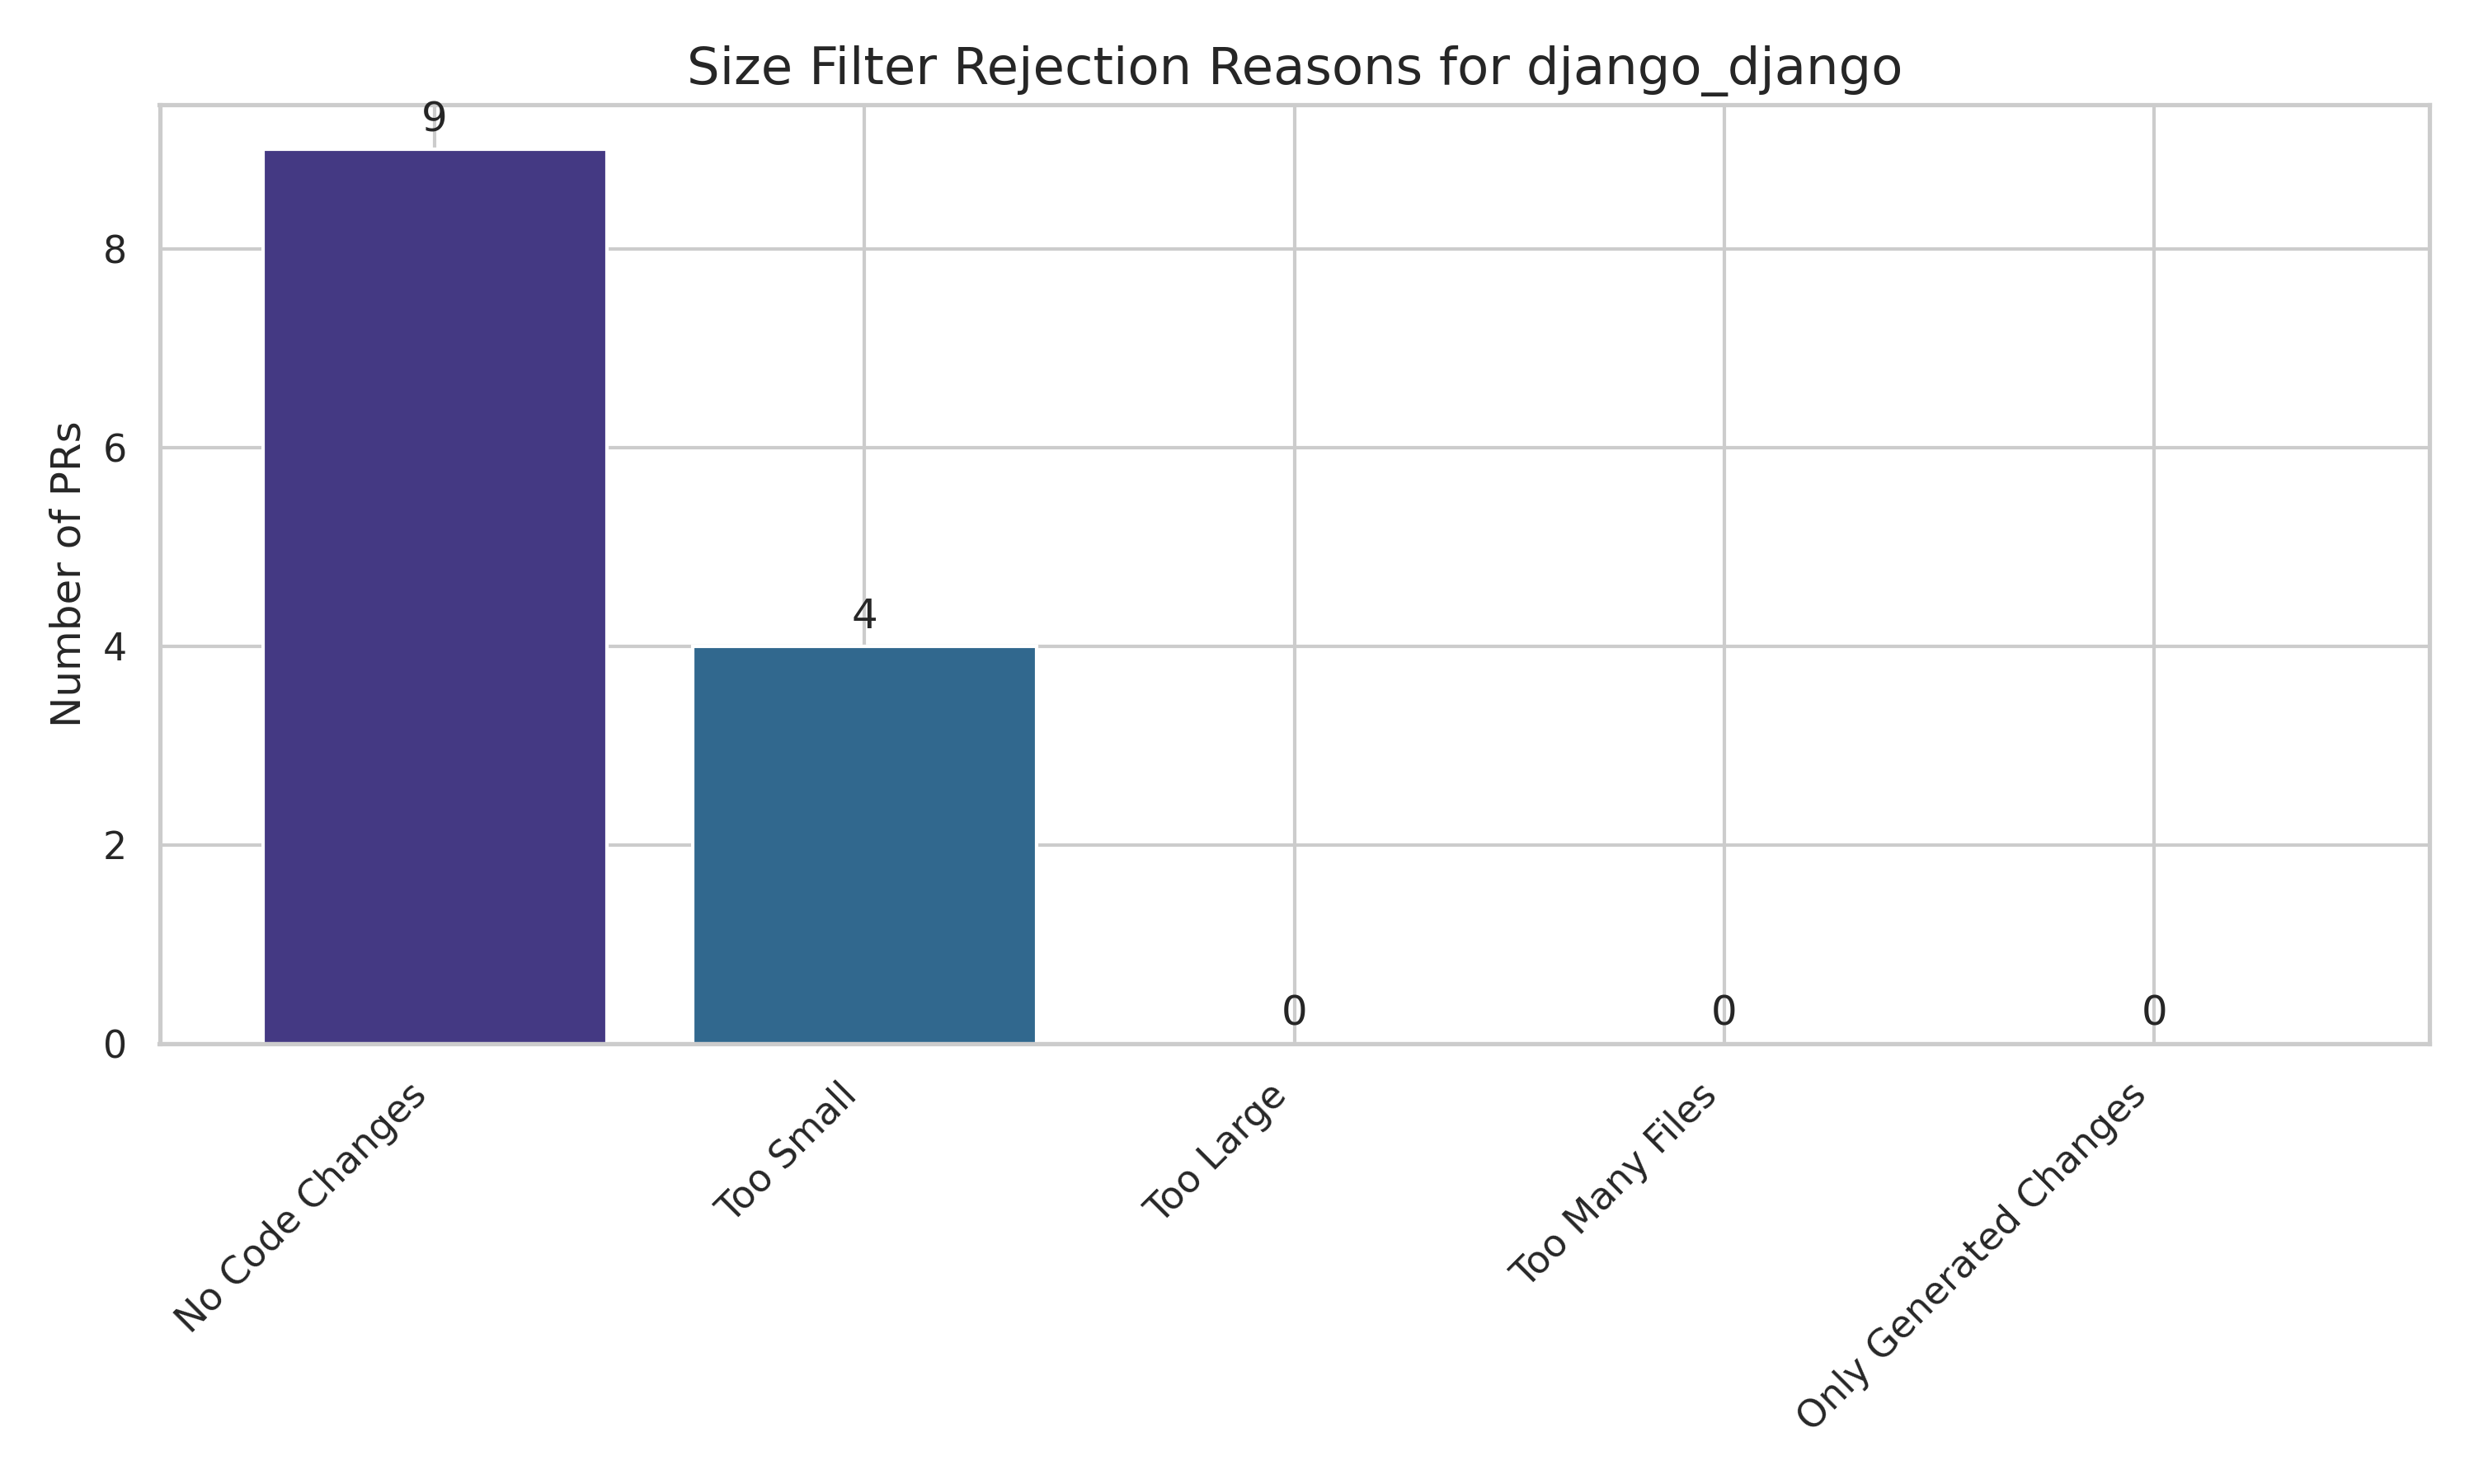 Size Filter Rejection Reasons for django_django
Number of PRs
8
6
4
2
0
9
4
0
0
0
No Code Changes
Too Small
Too Large
Too Many Files
Only Generated Changes